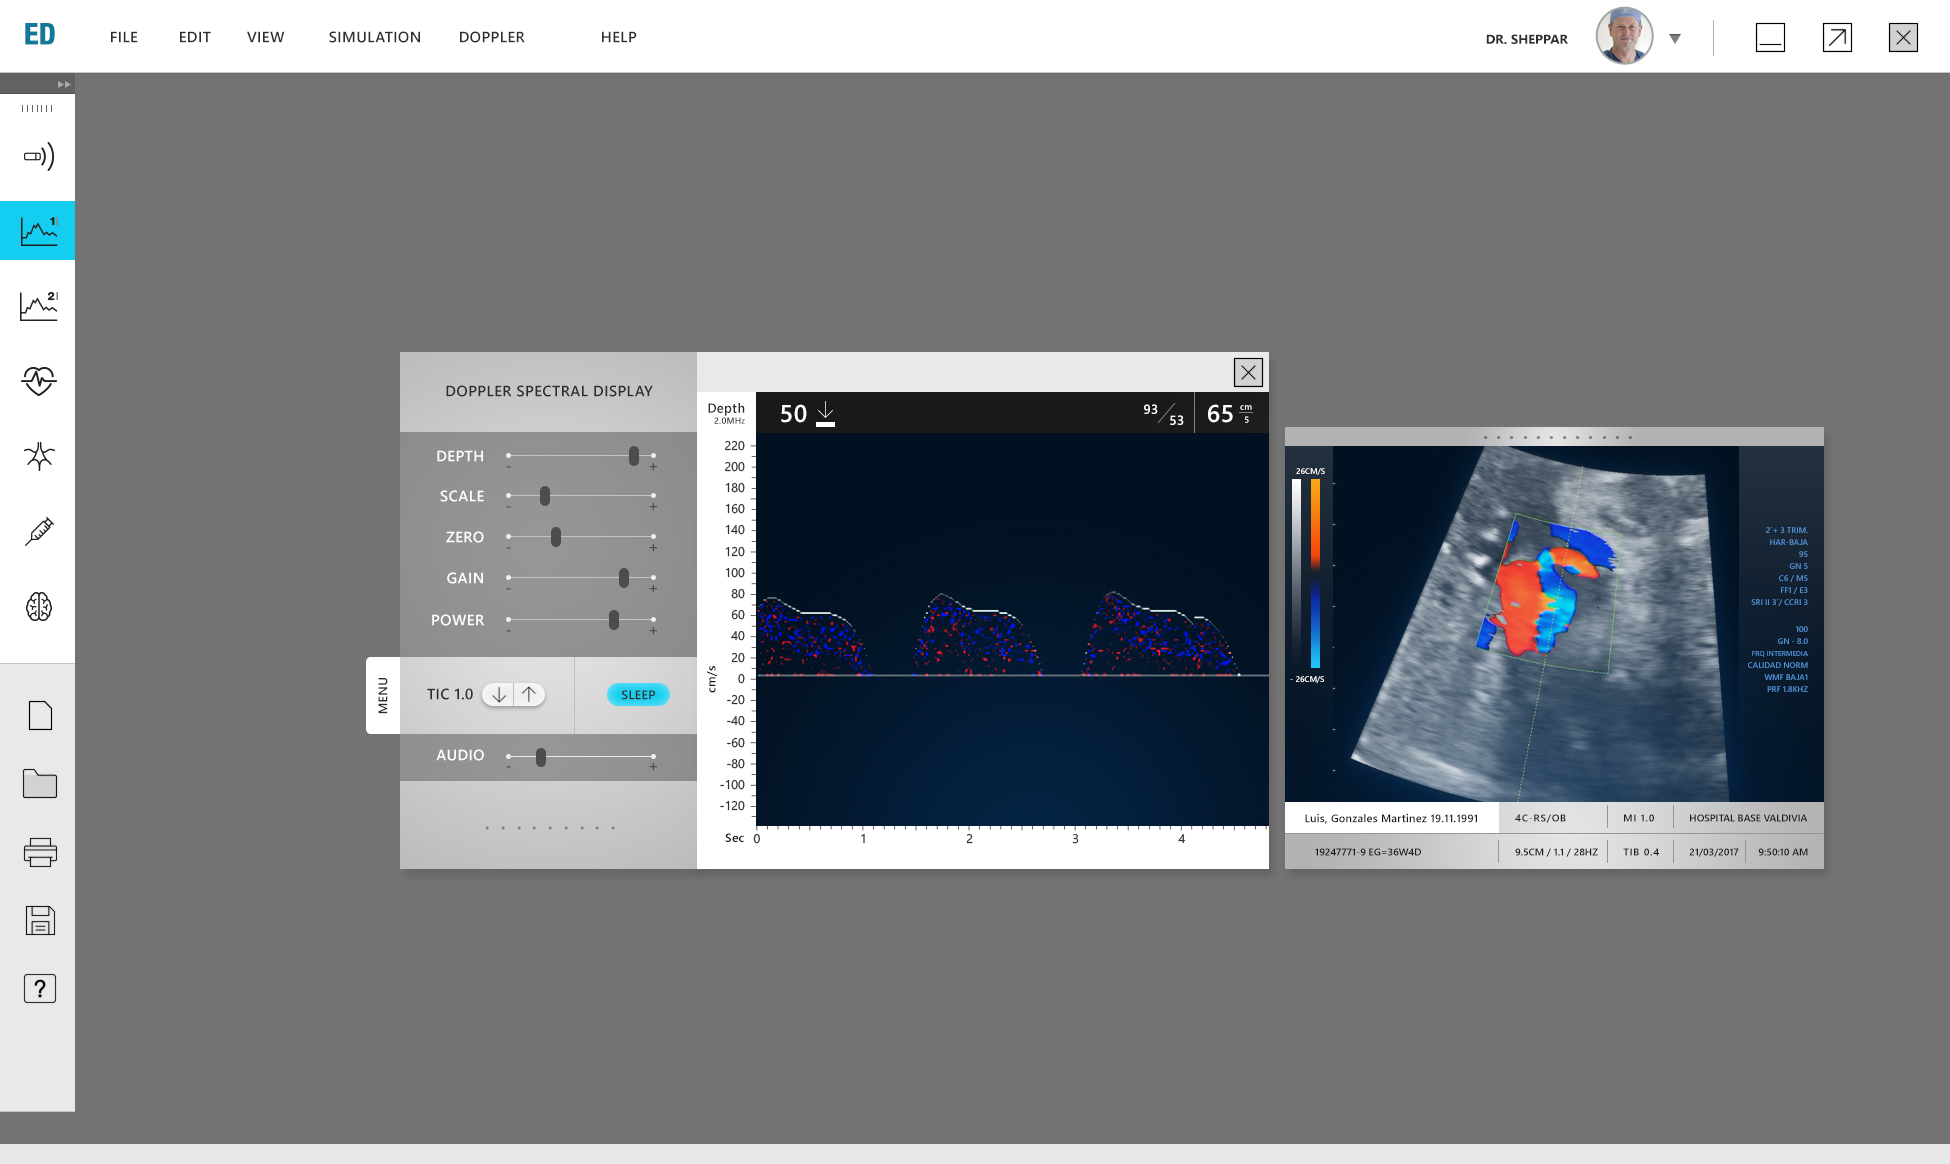 ED FILE EDIT VIEW SIMULATION DOPPLER HELP DR. SHEPPAR
1
2
?
DOPPLER SPECTRAL DISPLAY
DEPTH - +
SCALE - +
ZERO - +
GAIN - +
POWER - +
MENU TIC 1.0 SLEEP
AUDIO - +
Depth
2.0MHz
50 93/53 65 cm/5
220
200
180
160
140
120
100
80
60
40
20
0
-20
-40
-60
-80
-100
-120
cm/s
Sec 0 1 2 3 4
26CM/S
- 26CM/S
2´+ 3 TRIM.
HAR-BAJA
95
GN 5
C6 / M5
FF1 / E3
SRI II 3´/ CCRI 3
100
GN - 8.0
FRQ INTERMEDIA
CALIDAD NORM
WMF BAJA1
PRF 1.8KHZ
Luis, Gonzales Martinez 19.11.1991 4C-RS/OB MI 1.0 HOSPITAL BASE VALDIVIA
19247771-9 EG=36W4D 9.5CM / 1.1 / 28HZ TIB 0.4 21/03/2017 9:50:10 AM